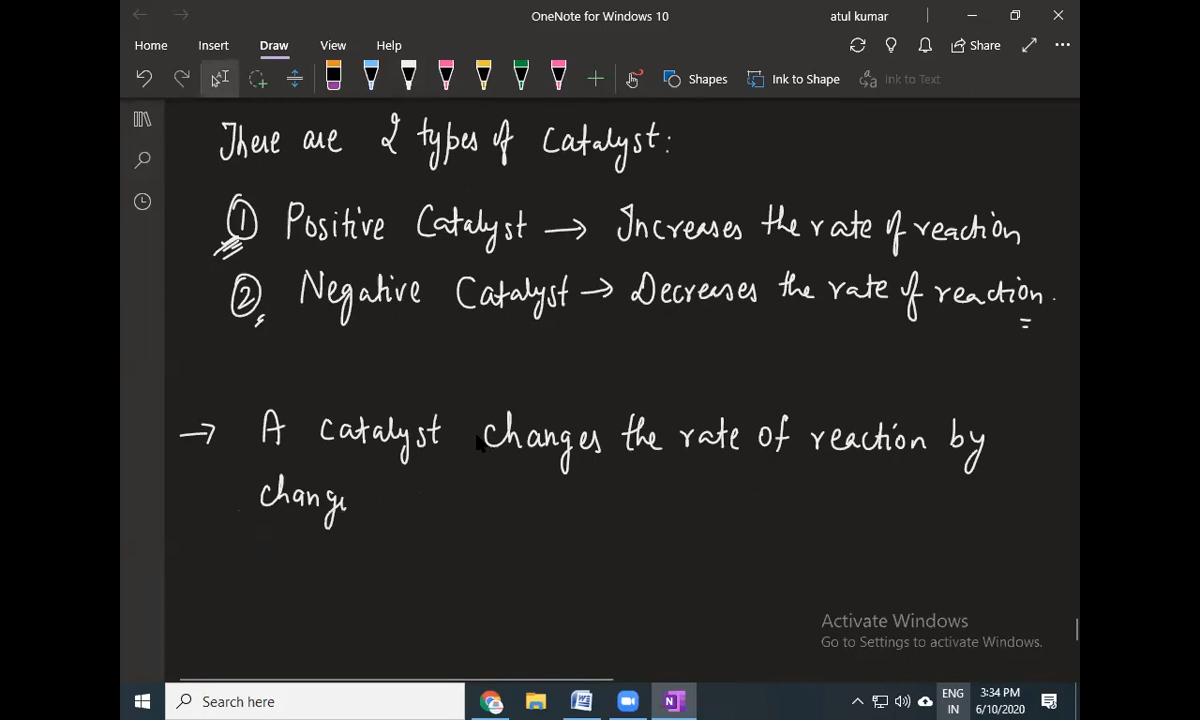 OneNote for Windows 10
atul kumar
Home Insert Draw View Help
Share
Shapes Ink to Shape Ink to Text
There are 2 types of Catalyst:
① Positive Catalyst → Increases the rate of reaction
② Negative Catalyst → Decreases the rate of reaction.
→ A catalyst changes the rate of reaction by
change
Activate Windows
Go to Settings to activate Windows.
Search here
ENG
IN
3:34 PM
6/10/2020